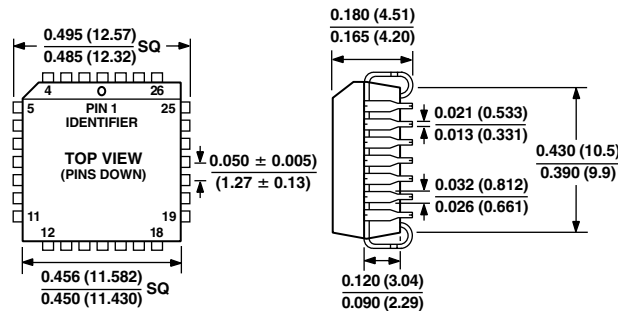 0.495 (12.57)
0.485 (12.32) SQ
4
26
5
PIN 1
25
IDENTIFIER
TOP VIEW
(PINS DOWN)
11
19
12
18
0.050 ± 0.005)
(1.27 ± 0.13)
0.456 (11.582)
0.450 (11.430) SQ
0.180 (4.51)
0.165 (4.20)
0.021 (0.533)
0.013 (0.331)
0.032 (0.812)
0.026 (0.661)
0.430 (10.5)
0.390 (9.9)
0.120 (3.04)
0.090 (2.29)